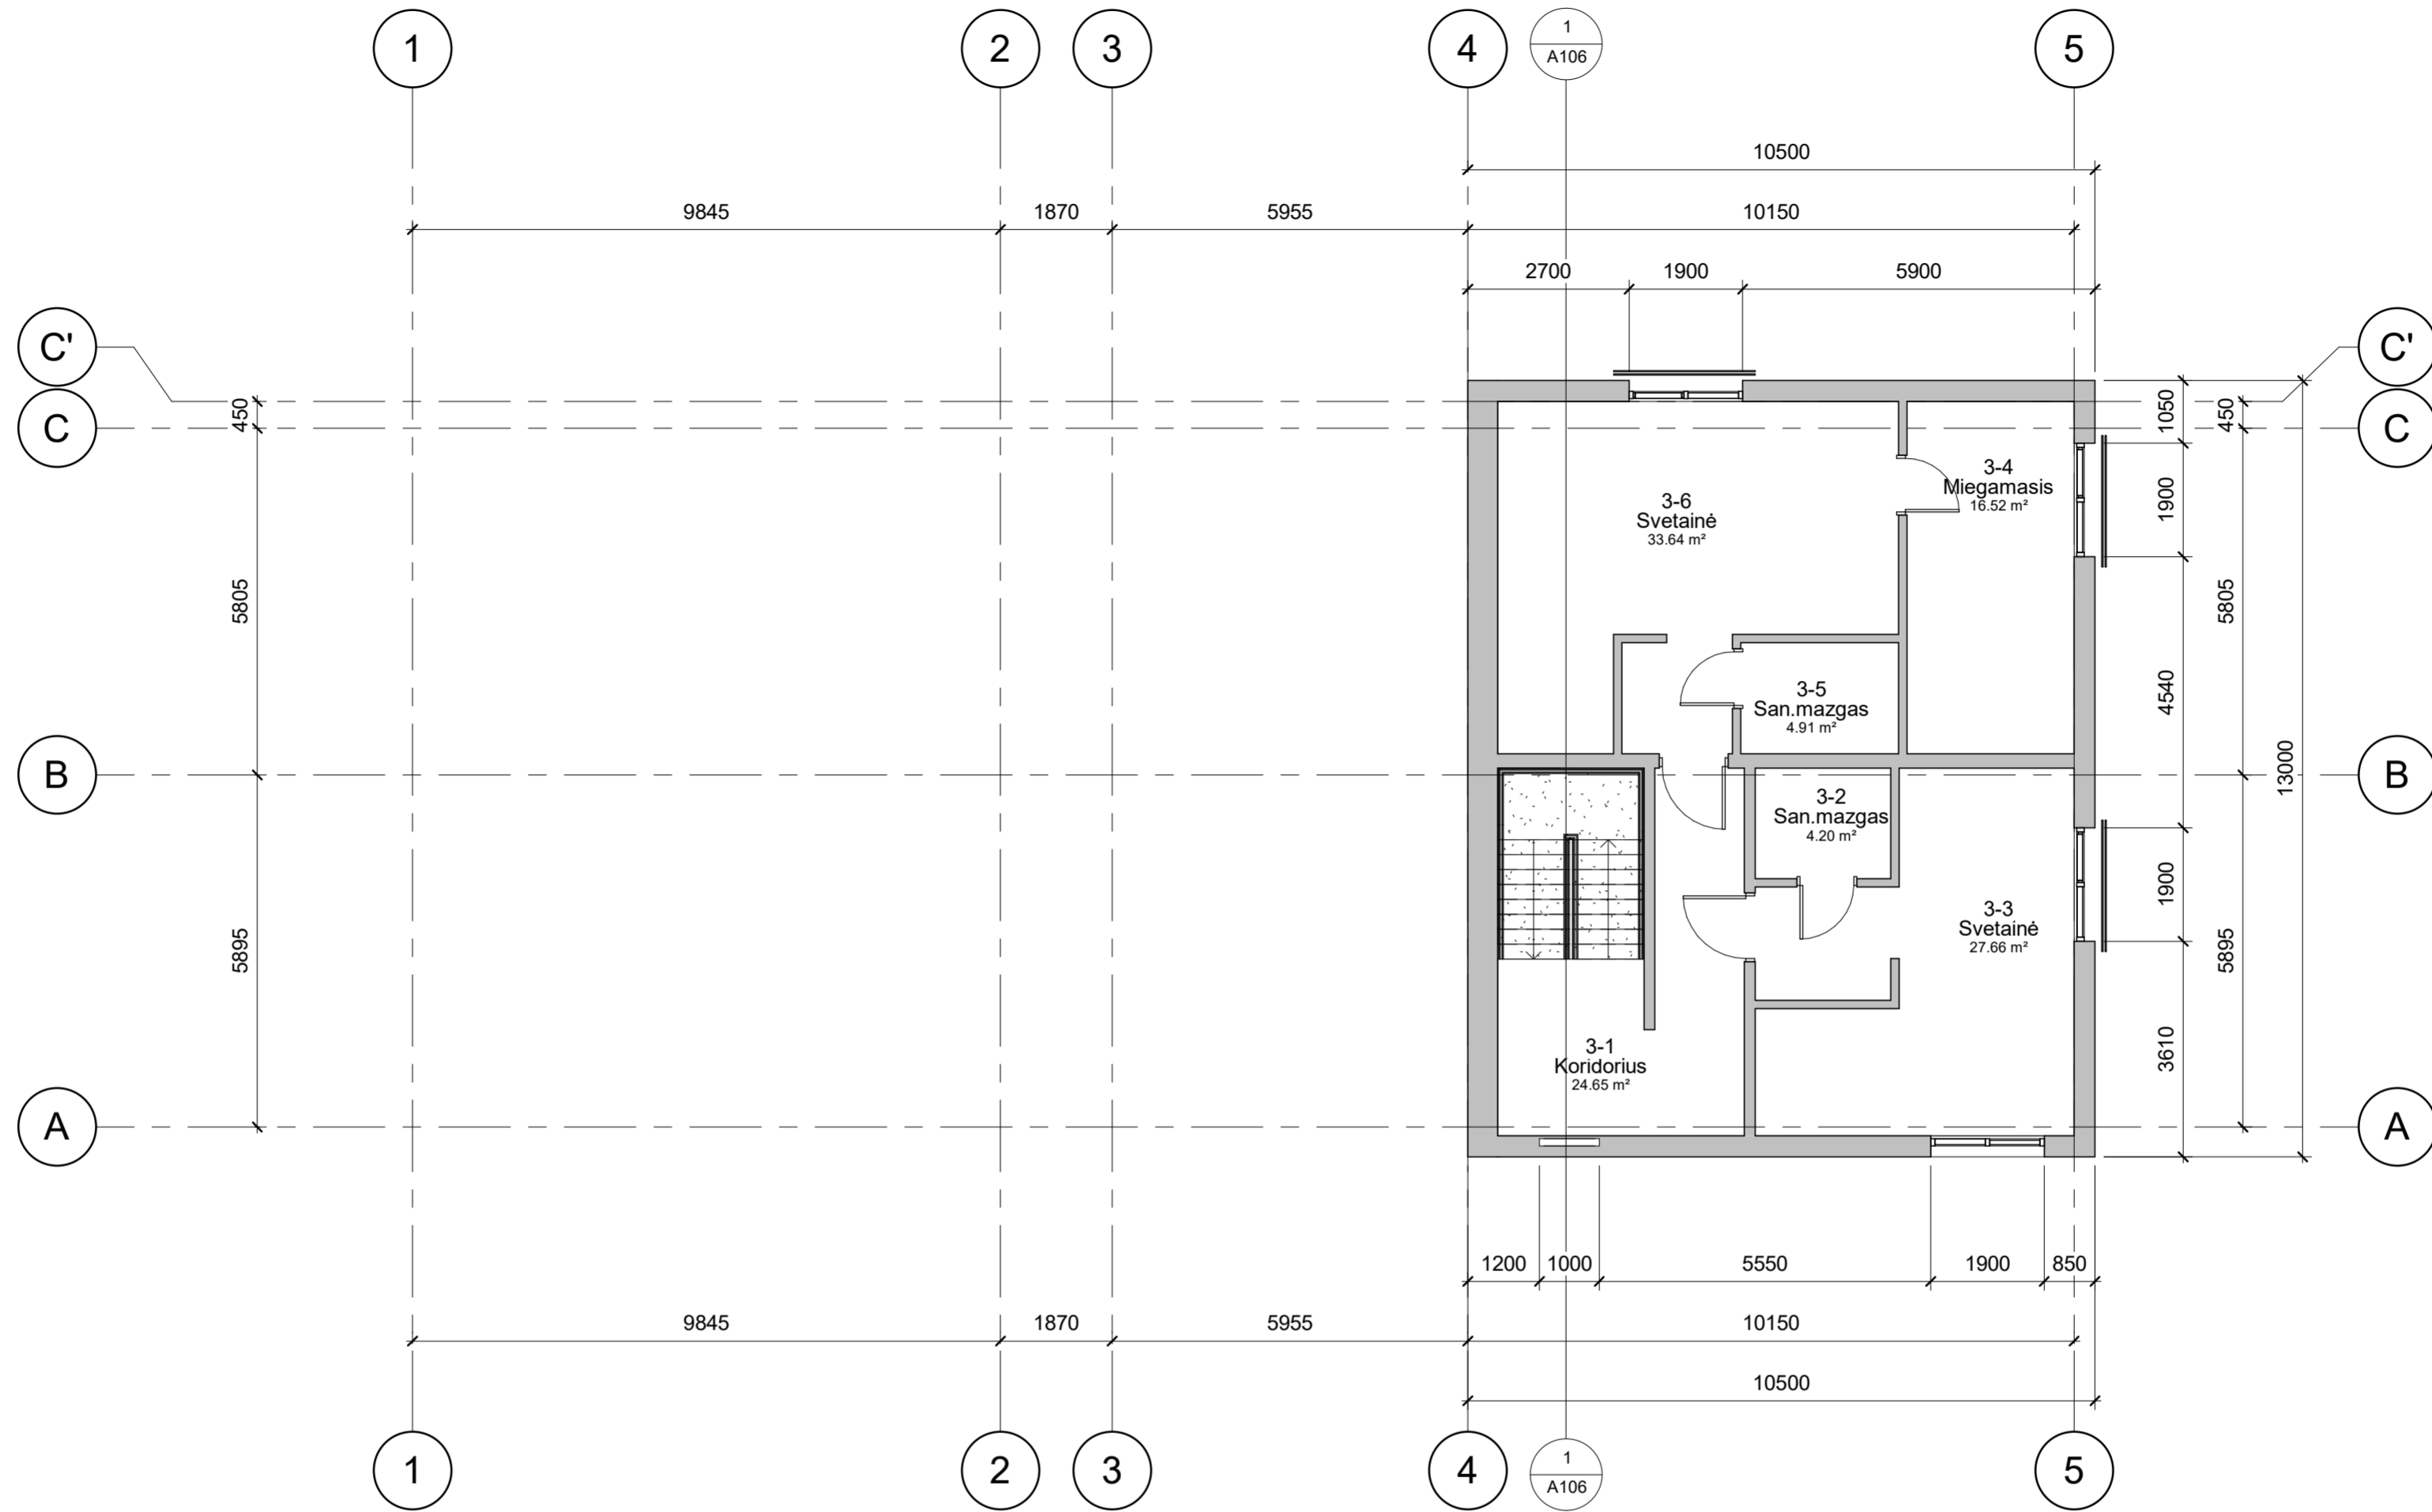 1
2
3
4
1
A106
5
10500
9845
1870
5955
10150
2700
1900
5900
C'
C'
450
1050
450
C
C
3-4
Miegamasis
16.52 m²
3-6
Svetainė
33.64 m²
1900
5805
5805
3-5
San.mazgas
4.91 m²
4540
B
13000
B
3-2
San.mazgas
4.20 m²
1900
3-3
Svetainė
27.66 m²
5895
5895
3-1
Koridorius
24.65 m²
3610
A
A
1200
1000
5550
1900
850
9845
1870
5955
10150
10500
1
2
3
4
1
A106
5